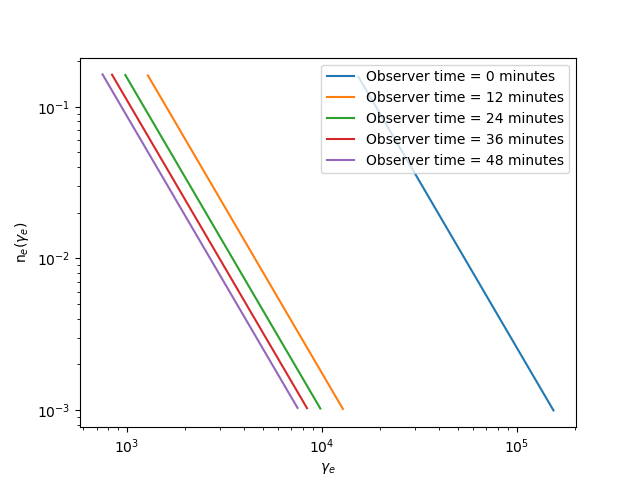 Observer time = 0 minutes
Observer time = 12 minutes
Observer time = 24 minutes
Observer time = 36 minutes
Observer time = 48 minutes
10⁻¹
10⁻²
10⁻³
nₑ(γₑ)
10³ 10⁴ 10⁵
γₑ